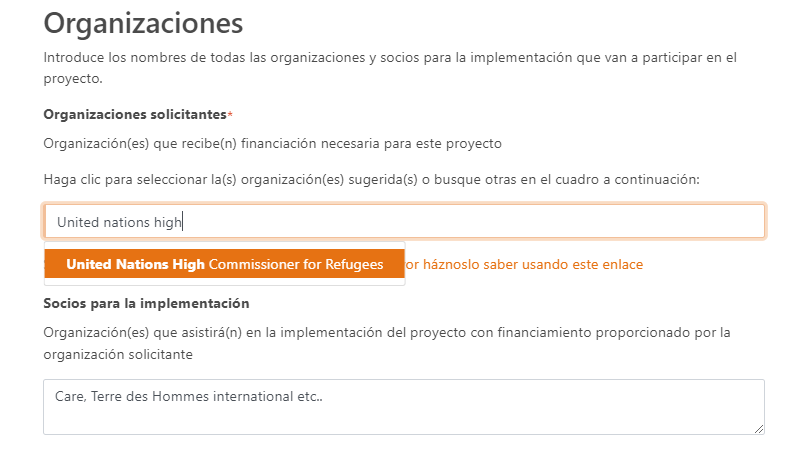 Organizaciones
Introduce los nombres de todas las organizaciones y socios para la implementación que van a participar en el
proyecto.
Organizaciones solicitantes*
Organización(es) que recibe(n) financiación necesaria para este proyecto
Haga clic para seleccionar la(s) organización(es) sugerida(s) o busque otras en el cuadro a continuación:
United nations high
United Nations High Commissioner for Refugees
or háznoslo saber usando este enlace
Socios para la implementación
Organización(es) que asistirá(n) en la implementación del proyecto con financiamiento proporcionado por la
organización solicitante
Care, Terre des Hommes international etc..